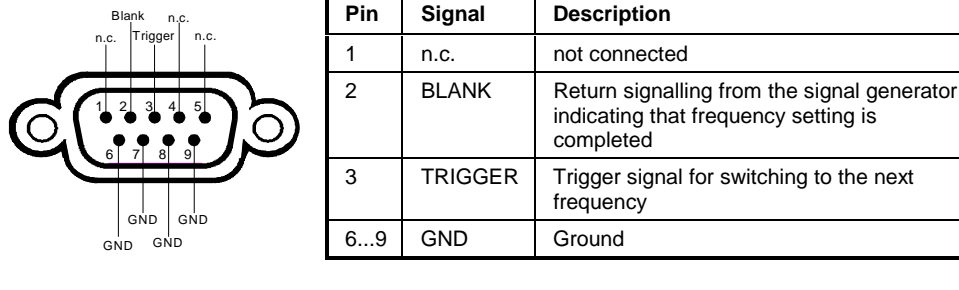 Blank
n.c.
n.c.
Trigger
n.c.
1 2 3 4 5
6 7 8 9
GND
GND
GND
GND
Pin Signal Description
1 n.c. not connected
2 BLANK Return signalling from the signal generator
indicating that frequency setting is
completed
3 TRIGGER Trigger signal for switching to the next
frequency
6...9 GND Ground